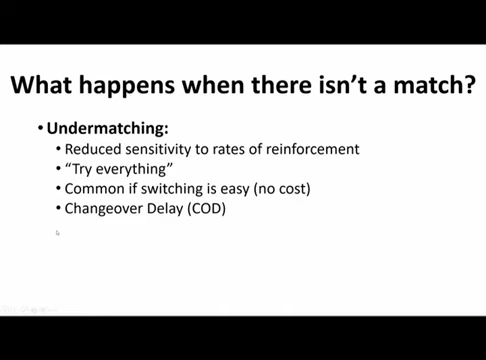 What happens when there isn't a match?
• Undermatching:
• Reduced sensitivity to rates of reinforcement
• "Try everything"
• Common if switching is easy (no cost)
• Changeover Delay (COD)